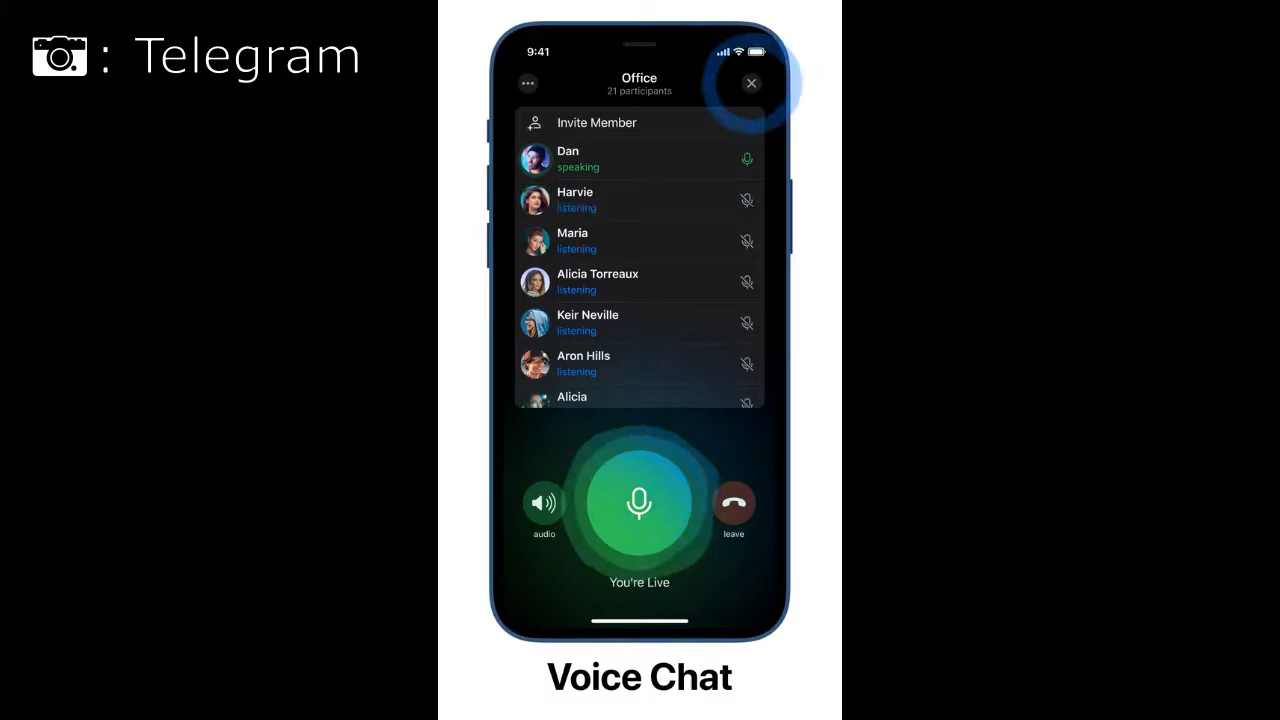 : Telegram
9:41
Office
21 participants
Invite Member
Dan
speaking
Harvie
listening
Maria
listening
Alicia Torreaux
listening
Keir Neville
listening
Aron Hills
listening
Alicia
audio
leave
You're Live
Voice Chat